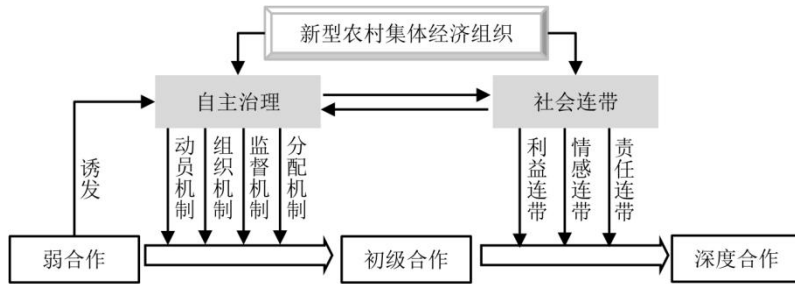 新型农村集体经济组织
自主治理
社会连带
诱发
动员机制
组织机制
监督机制
分配机制
利益连带
情感连带
责任连带
弱合作
初级合作
深度合作